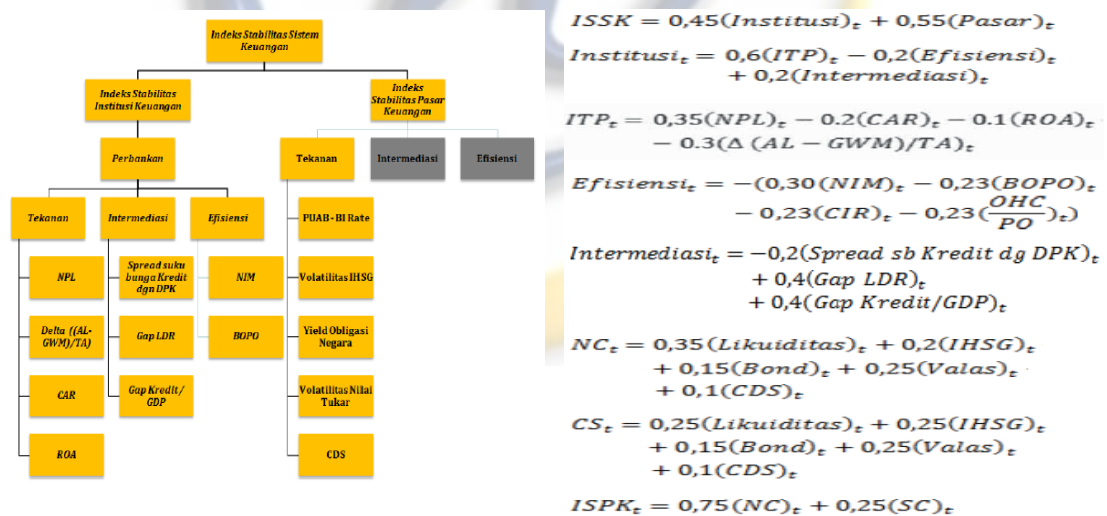 Indeks Stabilitas Sistem
Keuangan
Indeks Stabilitas
Institusi Keuangan
Indeks
Stabilitas Pasar
Keuangan
Perbankan
Tekanan
Intermediasi
Efisiensi
Tekanan
Intermediasi
Efisiensi
NPL
Delta ((AL-
GWM)/TA)
CAR
ROA
Spread suku
bunga Kredit
dgn DPK
Gap LDR
Gap Kredit /
GDP
NIM
BOPO
PUAB - BI Rate
Volatilitas IHSG
Yield Obligasi
Negara
Volatilitas Nilai
Tukar
CDS
ISSK = 0,45(Institusi)ₜ + 0,55(Pasar)ₜ
Institusiₜ = 0,6(ITP)ₜ − 0,2(Efisiensi)ₜ
+ 0,2(Intermediasi)ₜ
ITPₜ = 0,35(NPL)ₜ − 0.2(CAR)ₜ − 0.1(ROA)ₜ
− 0.3(Δ (AL − GWM)/TA)ₜ
Efisiensiₜ = −(0,30(NIM)ₜ − 0,23(BOPO)ₜ
− 0,23(CIR)ₜ − 0,23(OHC/PO)ₜ)
Intermediasiₜ = −0,2(Spread sb Kredit dg DPK)ₜ
+ 0,4(Gap LDR)ₜ
+ 0,4(Gap Kredit/GDP)ₜ
NCₜ = 0,35(Likuiditas)ₜ + 0,2(IHSG)ₜ
+ 0,15(Bond)ₜ + 0,25(Valas)ₜ
+ 0,1(CDS)ₜ
CSₜ = 0,25(Likuiditas)ₜ + 0,25(IHSG)ₜ
+ 0,15(Bond)ₜ + 0,25(Valas)ₜ
+ 0,1(CDS)ₜ
ISPKₜ = 0,75(NC)ₜ + 0,25(SC)ₜ